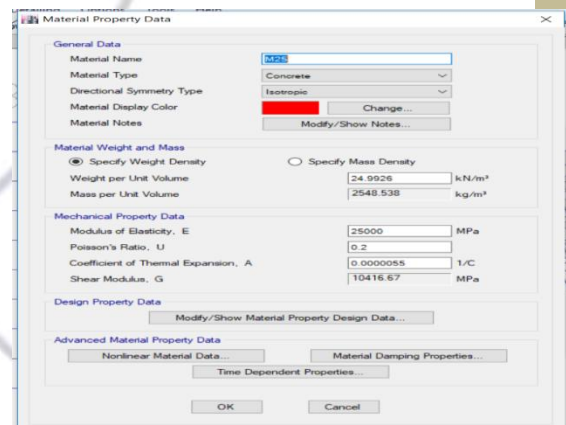 Detailing Options Tools Help
Material Property Data
General Data
Material Name M25
Material Type Concrete
Directional Symmetry Type Isotropic
Material Display Color Change...
Material Notes Modify/Show Notes...
Material Weight and Mass
Specify Weight Density Specify Mass Density
Weight per Unit Volume 24.9926 kN/m³
Mass per Unit Volume 2548.538 kg/m³
Mechanical Property Data
Modulus of Elasticity, E 25000 MPa
Poisson's Ratio, U 0.2
Coefficient of Thermal Expansion, A 0.0000055 1/C
Shear Modulus, G 10416.67 MPa
Design Property Data
Modify/Show Material Property Design Data...
Advanced Material Property Data
Nonlinear Material Data... Material Damping Properties...
Time Dependent Properties...
OK Cancel